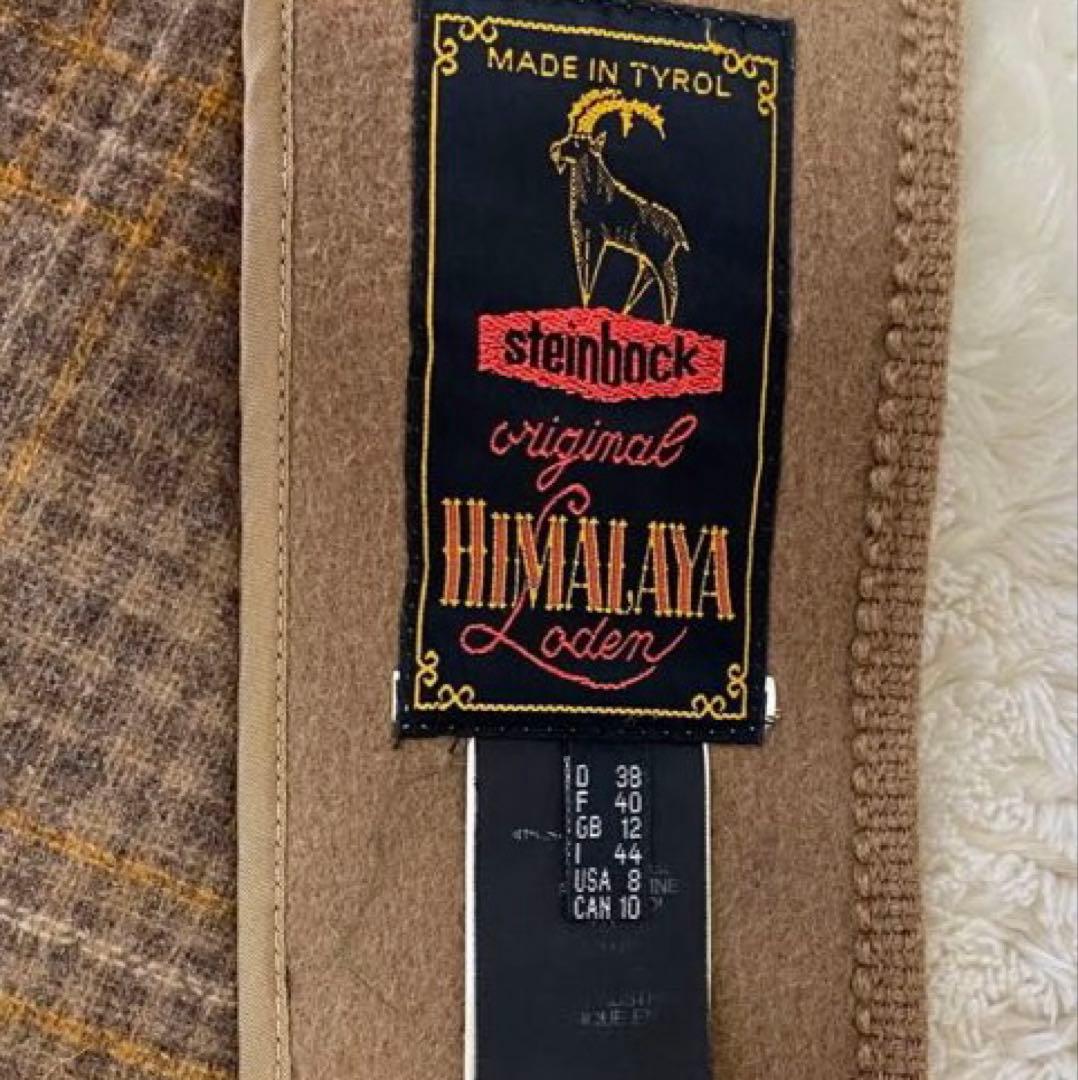 MADE IN TYROL
steinbock
original
HIMALAYA
Loden
D 38
F 40
GB 12
I 44
USA 8
CAN 10